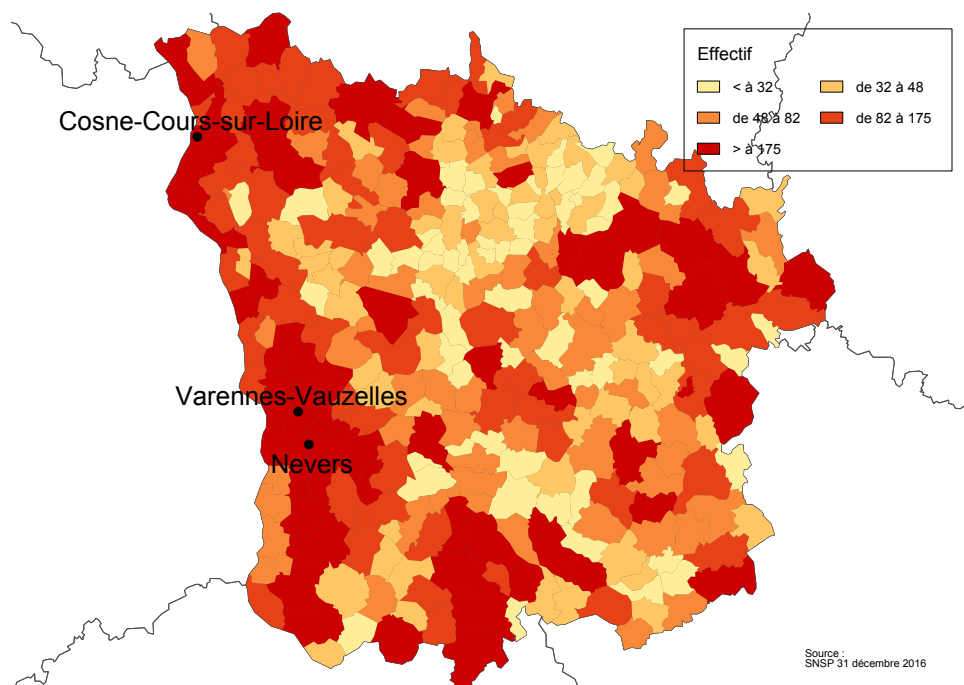 Effectif
< à 32
de 32 à 48
de 48 à 82
de 82 à 175
> à 175
Cosne-Cours-sur-Loire
Varennes-Vauzelles
Nevers
Source :
SNSP 31 décembre 2016